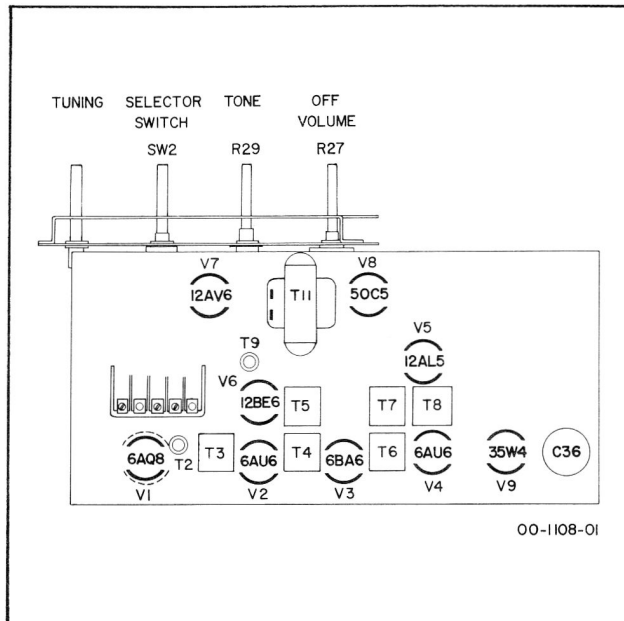 TUNING SELECTOR SWITCH TONE OFF VOLUME
SW2 R29 R27
V7 V8
12AV6 T11 50C5
V5
T9 12AL5
V6
12BE6 T5 T7 T8
6AQ8 T2 T3 6AU6 T4 6BA6 T6 6AU6 35W4 C36
V1 V2 V3 V4 V9
00-1108-01